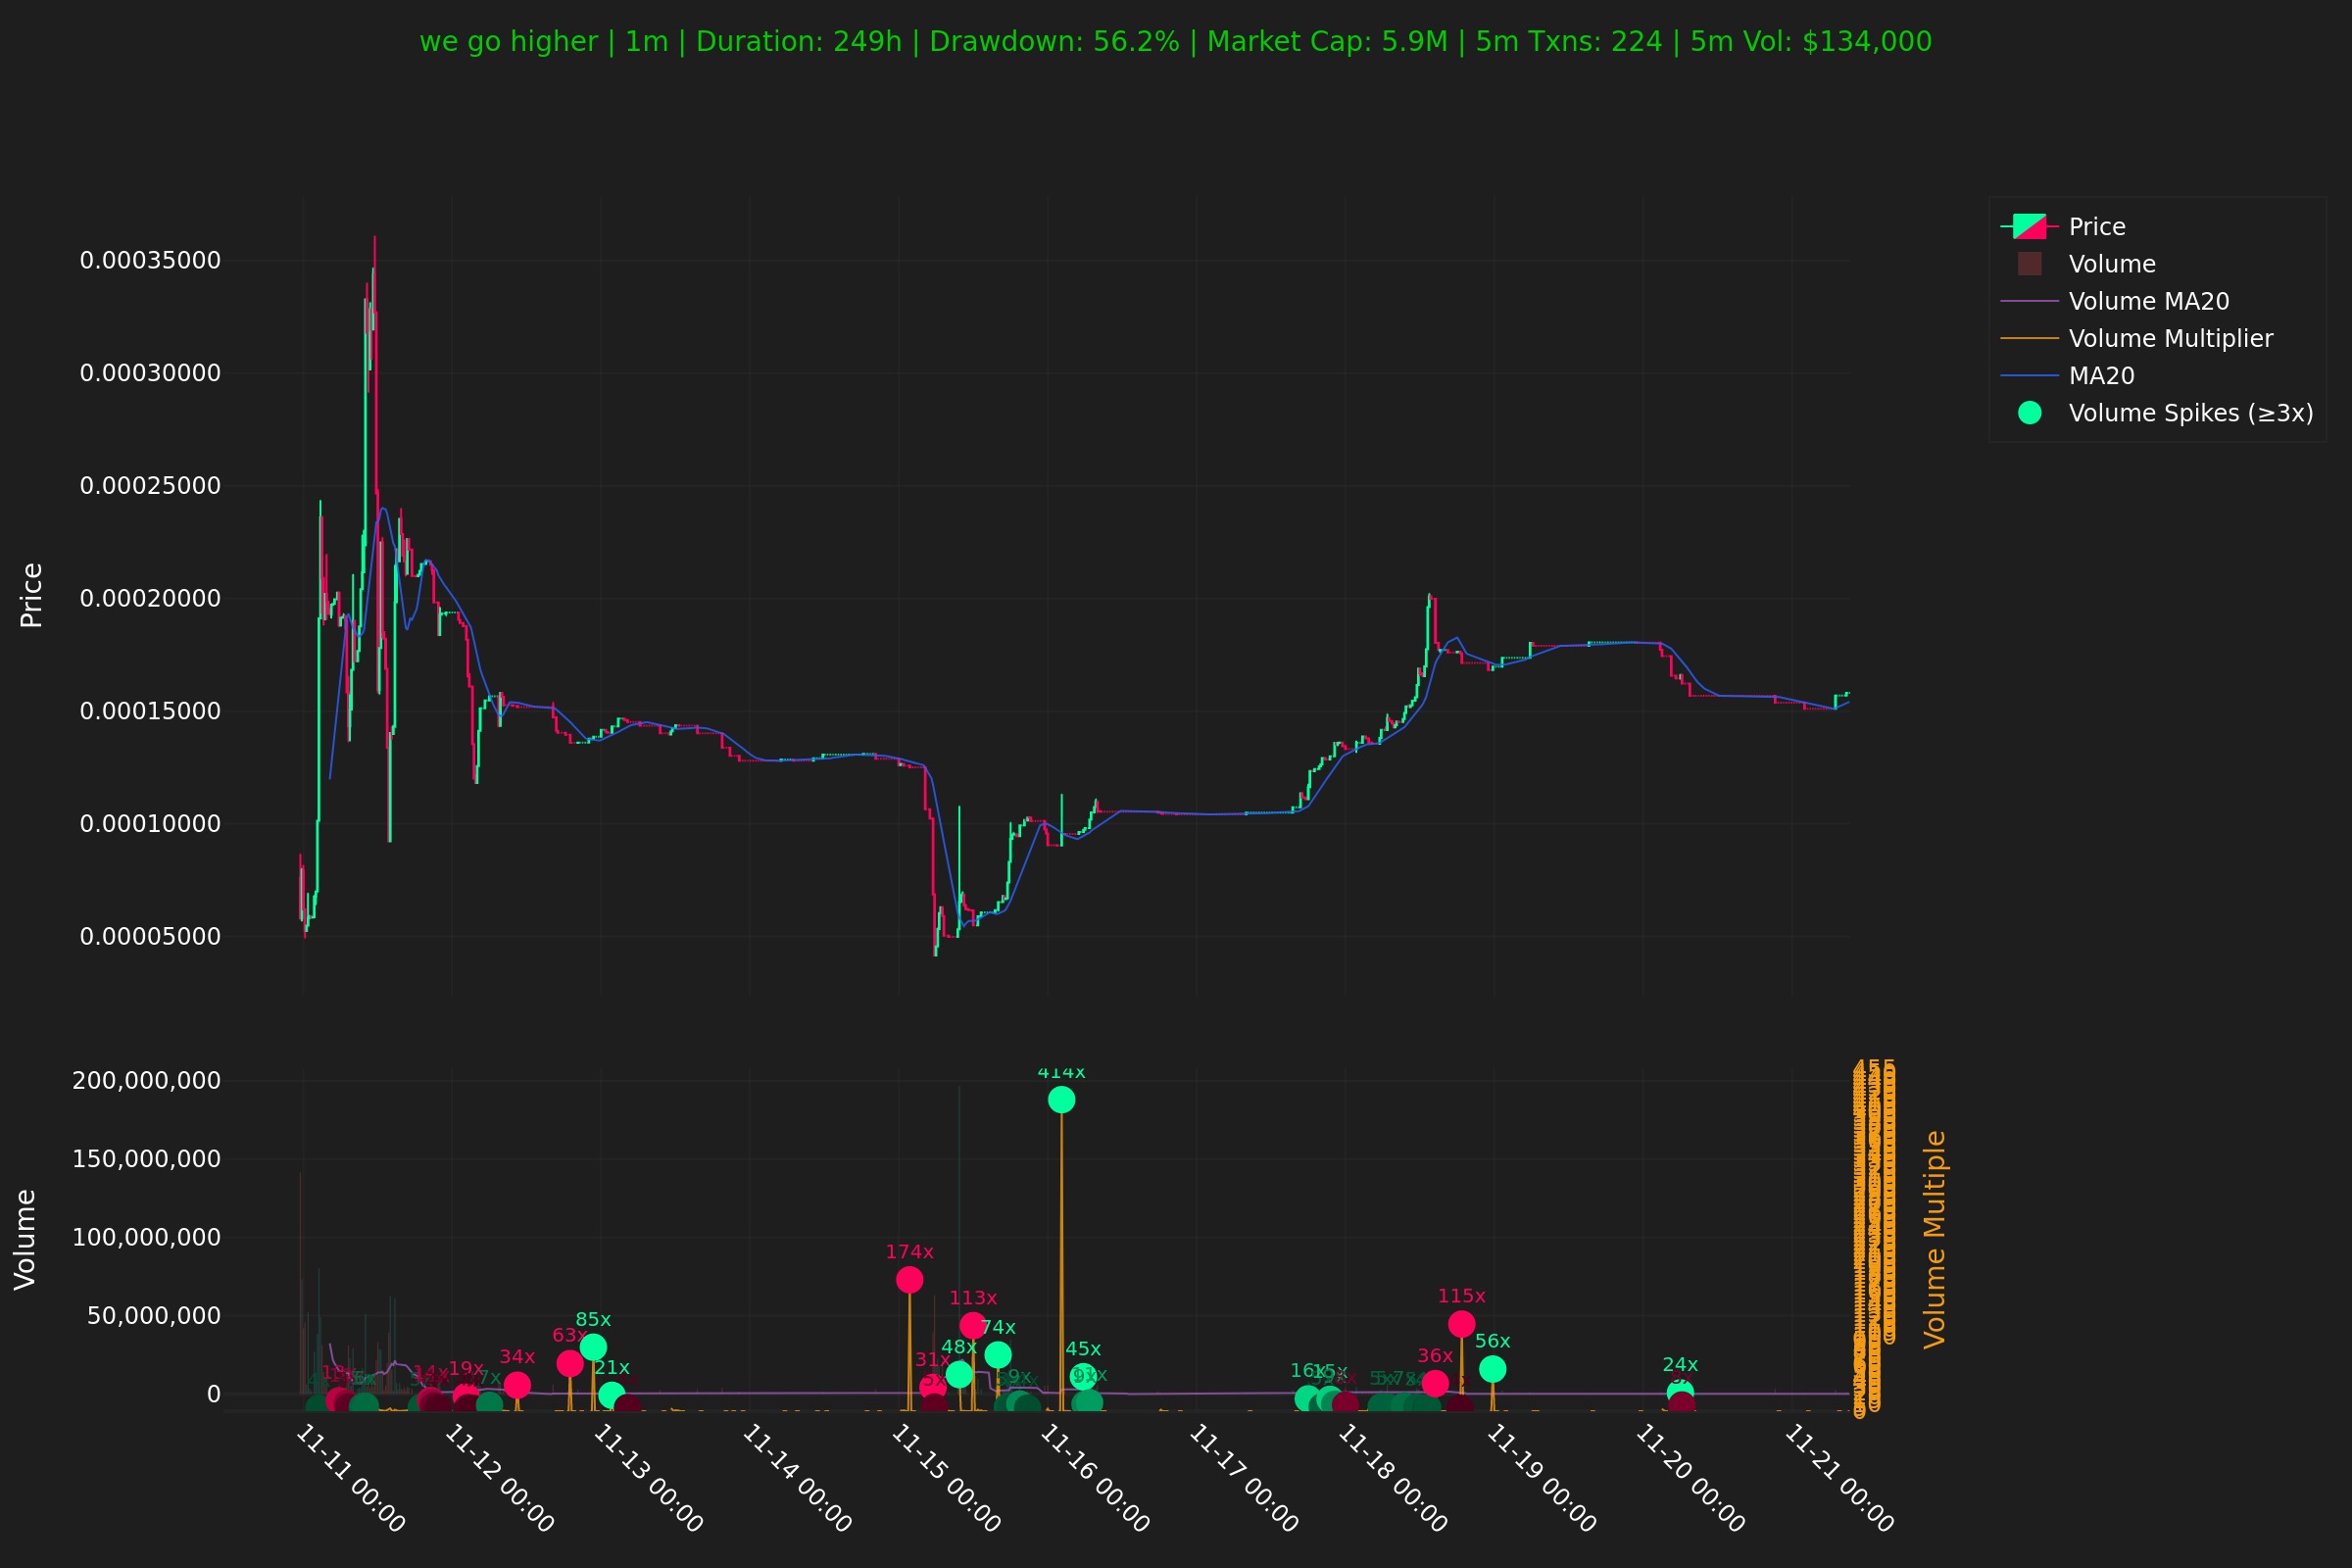 we go higher | 1m | Duration: 249h | Drawdown: 56.2% | Market Cap: 5.9M | 5m Txns: 224 | 5m Vol: $134,000
Price
Volume
Volume MA20
Volume Multiplier
MA20
Volume Spikes (≥3x)
Price
0.00035000
0.00030000
0.00025000
0.00020000
0.00015000
0.00010000
0.00005000
Volume
200,000,000
150,000,000
100,000,000
50,000,000
0
414x
174x
113x
115x
85x
74x
63x
56x
48x
45x
34x
31x
36x
24x
21x
19x
14x
16x
15x
9x
7x
Volume Multiple
11-11 00:00
11-12 00:00
11-13 00:00
11-14 00:00
11-15 00:00
11-16 00:00
11-17 00:00
11-18 00:00
11-19 00:00
11-20 00:00
11-21 00:00